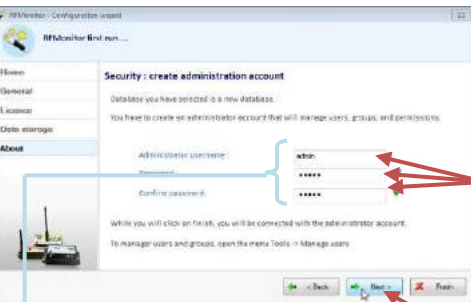 RFMonitor : Configuration wizard
RFMonitor first run ...
Home
General
License
Data storage
About
Security : create administration account
Database you have selected is a new database.
You have to create an administrator account that will manage users, groups, and permissions.
Administrator username:
admin
Password:
•••••
Confirm password:
•••••
While you will click on finish, you will be connected with the administrator account.
To manager users and groups, open the menu Tools -> Manage users
< Back
Next >
Finish